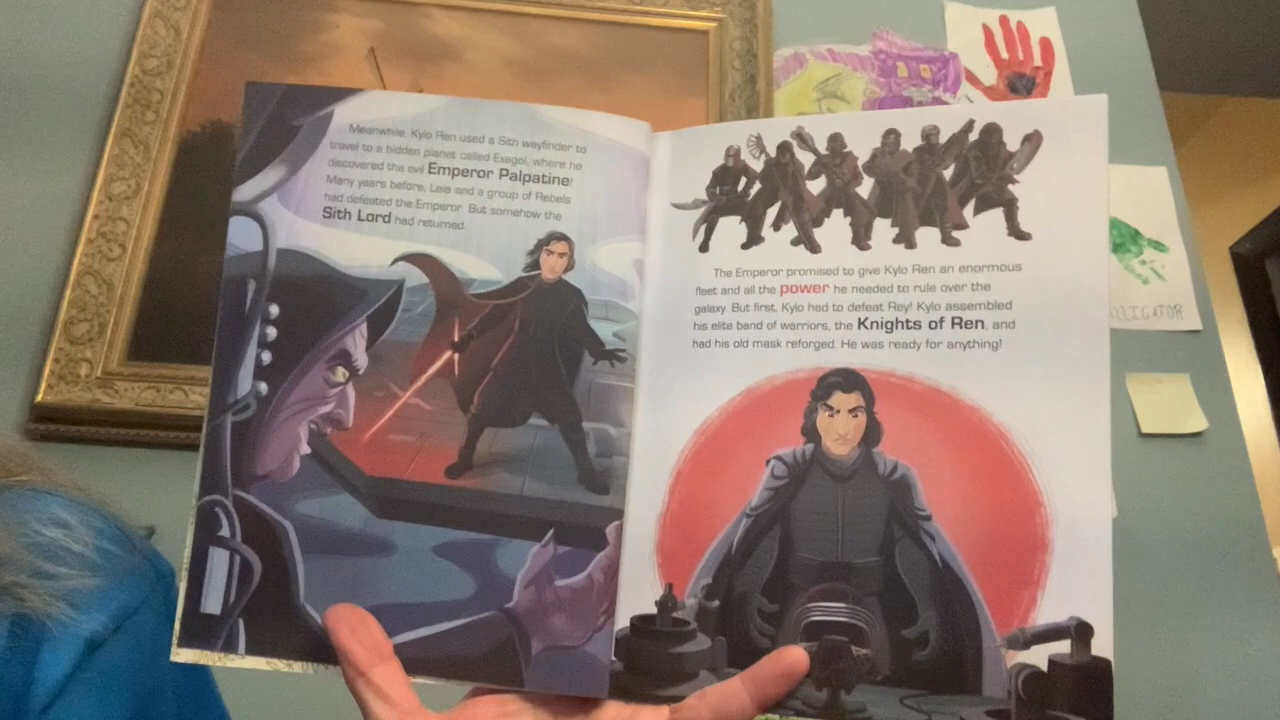 Meanwhile, Kylo Ren used a Sith wayfinder to
travel to a hidden planet called Exegol, where he
discovered the evil Emperor Palpatine!
Many years before, Leia and a group of Rebels
had defeated the Emperor. But somehow the
Sith Lord had returned.
The Emperor promised to give Kylo Ren an enormous
fleet and all the power he needed to rule over the
galaxy. But first, Kylo had to defeat Rey! Kylo assembled
his elite band of warriors, the Knights of Ren, and
had his old mask reforged. He was ready for anything!
LLIGATOR